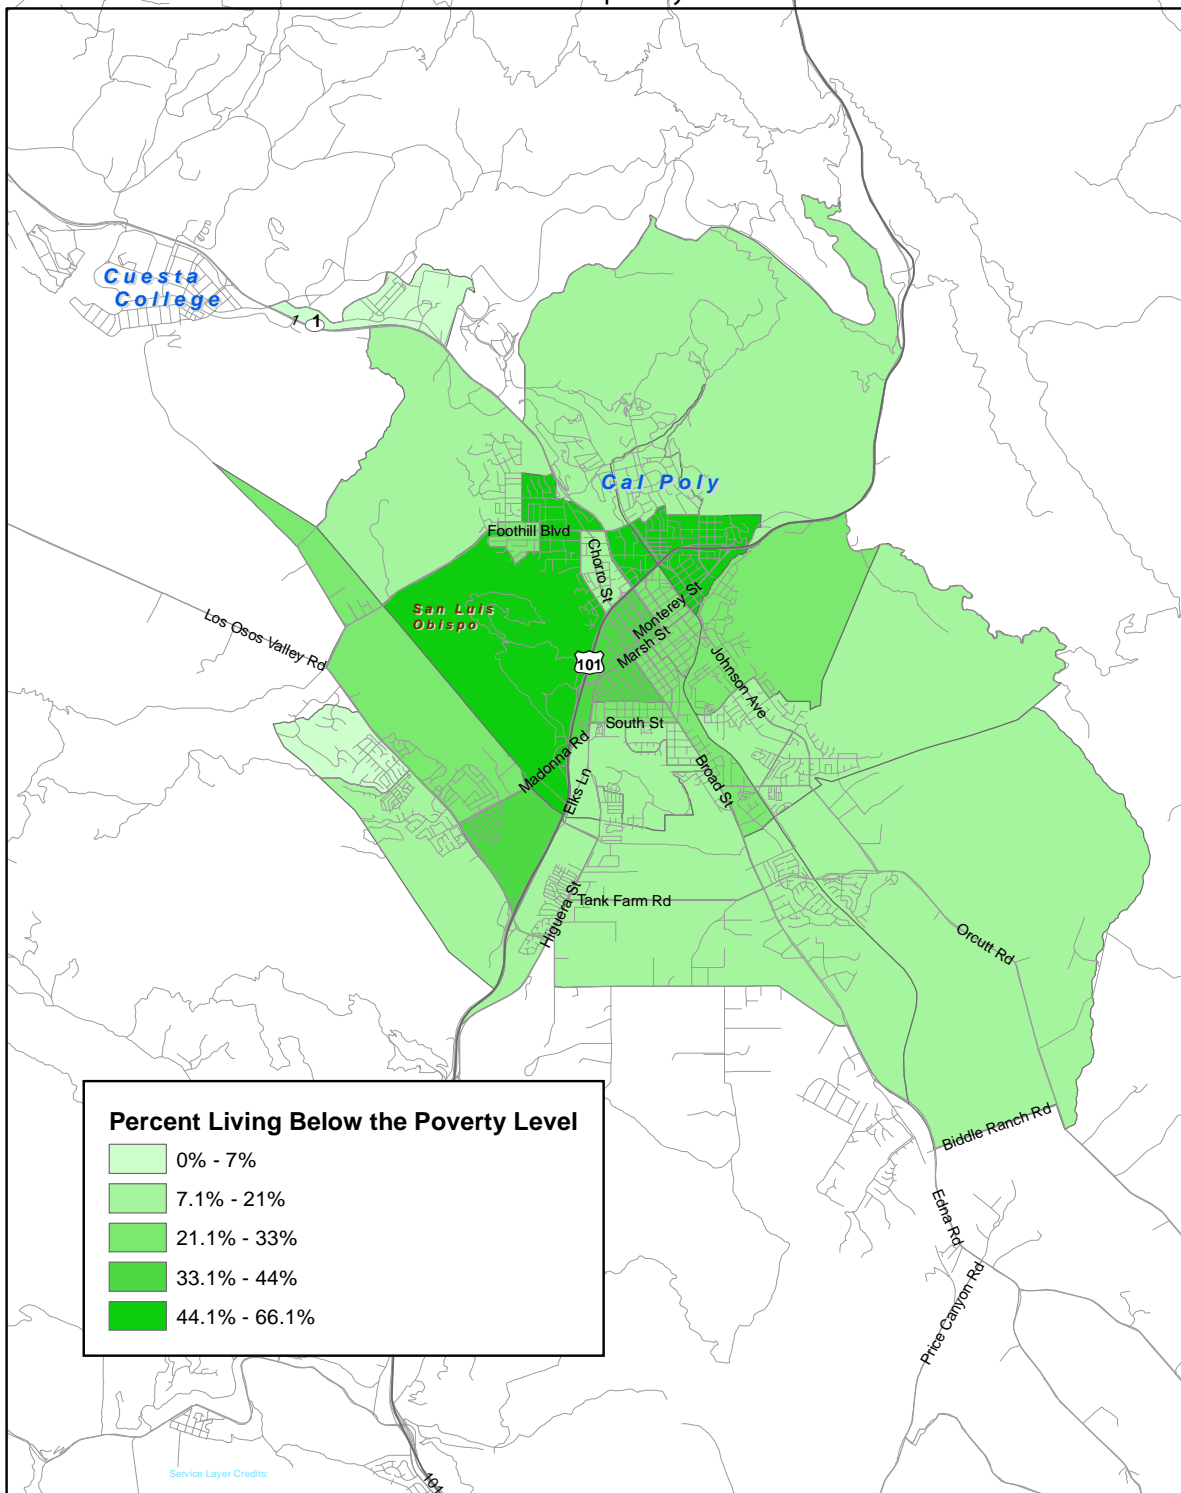 Cuesta
College
1
1
Cal Poly
Foothill Blvd
Chorro St
San Luis
Obispo
Monterey St
Marsh St
Los Osos Valley Rd
101
Johnson Ave
South St
Madonna Rd
Broad St
Elks Ln
Higuera St
Tank Farm Rd
Orcutt Rd
Biddle Ranch Rd
Edna Rd
Price Canyon Rd
Percent Living Below the Poverty Level
0% - 7%
7.1% - 21%
21.1% - 33%
33.1% - 44%
44.1% - 66.1%
Service Layer Credits:
101